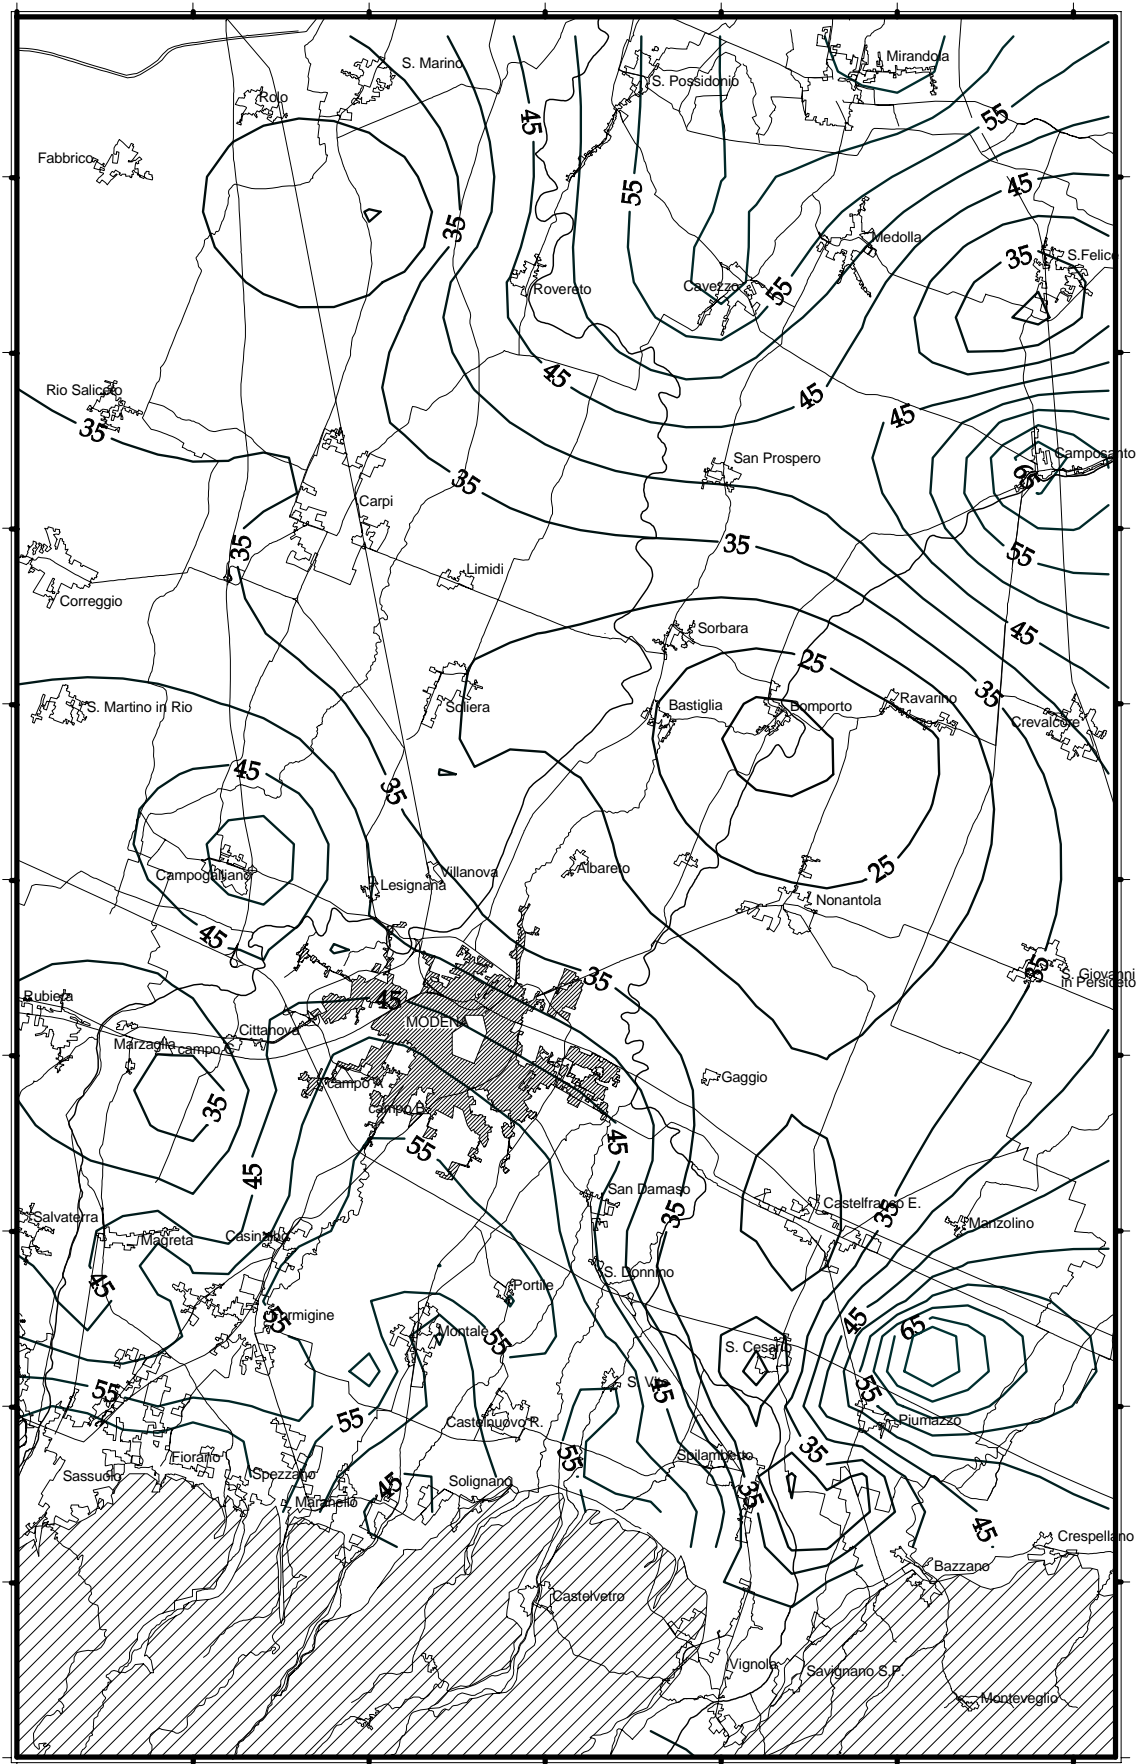 S. Marino
Mirandola
S. Possidonio
Rolo
55
45
Fabbrico
45
55
35
Medolla
35
S.Felice
Rovereto
Cavezzo
55
45
Rio Saliceto
45
45
35
San Prospero
Camposanto
35
65
Carpi
35
35
55
Limidi
Correggio
Sorbara
45
25
35
S. Martino in Rio
Soliera
Bastiglia
Bomporto
Ravarino
Crevalcore
45
35
Campogalliano
Lesignana
Villanova
Albareto
25
Nonantola
45
35
35
S. Giovanni
in Persiceto
Rubiera
45
Cittanova
MODENA
Marzaglia
campo C
campo A
Gaggio
35
campo B
55
45
45
San Damaso
35
Castelfranco E.
35
Salvaterra
Magreta
Casinalbo
Manzolino
45
S. Donnino
Portile
Formigine
55
Montale
55
45
65
S. Cesario
55
S. Vito
45
55
55
Castelnuovo R.
Piumazzo
Fiorano
55
Spilamberto
35
Sassuolo
Spezzano
45
Solignano
35
Maranello
45
Crespellano
Bazzano
Castelvetro
Vignola
Savignano S.P.
Monteveglio